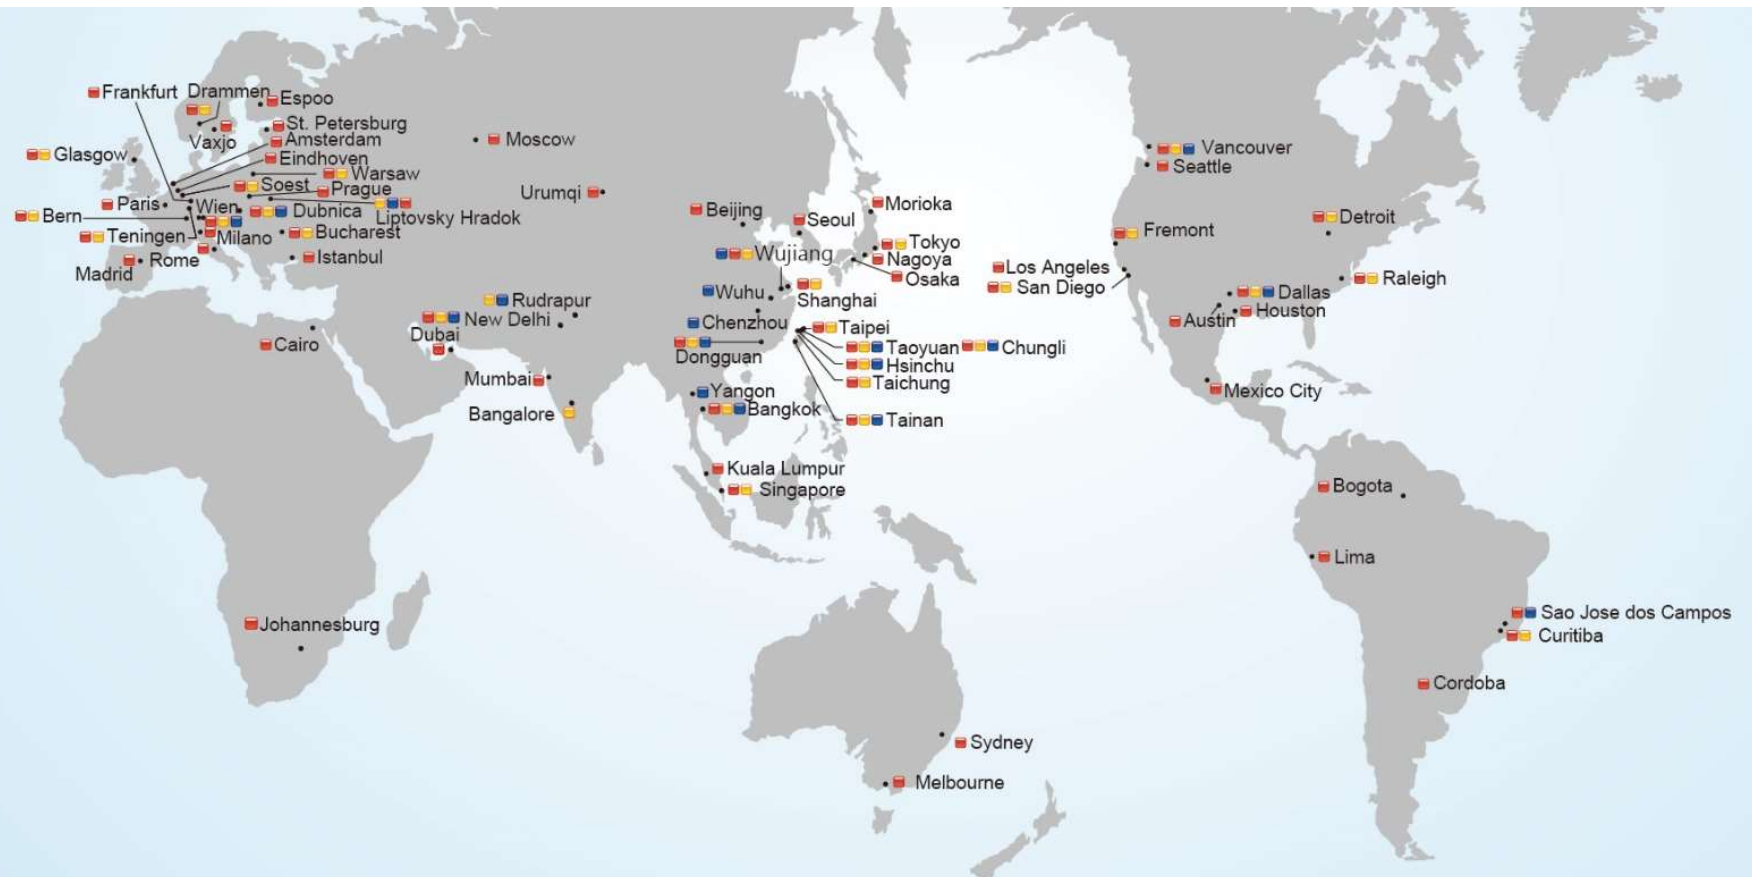 Frankfurt
Drammen
Espoo
St. Petersburg
Vaxjo
Amsterdam
Moscow
Glasgow
Eindhoven
Warsaw
Soest
Prague
Paris
Wien
Dubnica
Liptovsky Hradok
Bern
Teningen
Milano
Bucharest
Madrid
Rome
Istanbul
Urumqi
Beijing
Seoul
Morioka
Tokyo
Nagoya
Osaka
Wujiang
Wuhu
Shanghai
Chenzhou
Dongguan
Taipei
Taoyuan
Chungli
Hsinchu
Taichung
Tainan
Rudrapur
New Delhi
Dubai
Cairo
Mumbai
Bangalore
Yangon
Bangkok
Kuala Lumpur
Singapore
Johannesburg
Sydney
Melbourne
Vancouver
Seattle
Fremont
Detroit
Los Angeles
San Diego
Raleigh
Dallas
Houston
Austin
Mexico City
Bogota
Lima
Sao Jose dos Campos
Curitiba
Cordoba